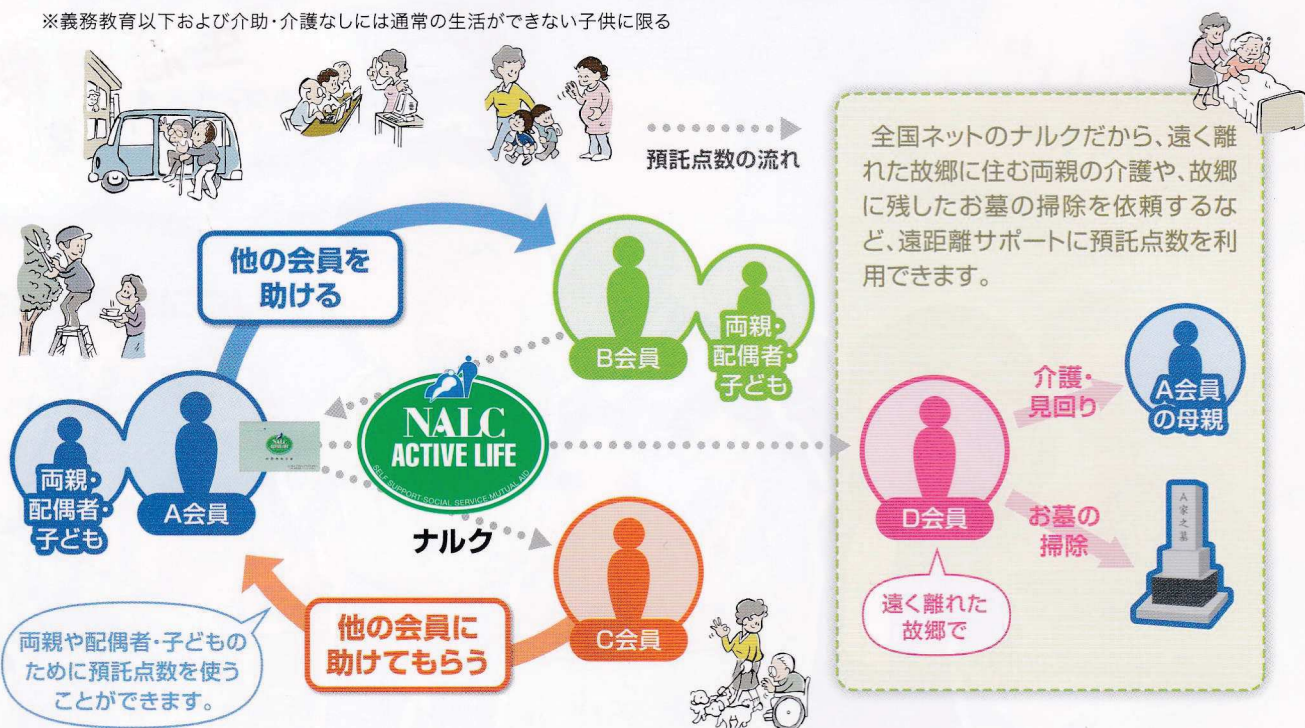 ※義務教育以下および介助・介護なしには通常の生活ができない子供に限る
預託点数の流れ
他の会員を
助ける
B会員
両親・
配偶者・
子ども
NALC
ACTIVE LIFE
SELF SUPPORT SOCIAL SERVICE MUTUAL AID
ナルク
両親・
配偶者・
子ども
A会員
C会員
他の会員に
助けてもらう
両親や配偶者・子どもの
ために預託点数を使う
ことができます。
全国ネットのナルクだから、遠く離
れた故郷に住む両親の介護や、故郷
に残したお墓の掃除を依頼するな
ど、遠距離サポートに預託点数を利
用できます。
介護・
見回り
A会員
の母親
D会員
お墓の
掃除
A家之墓
遠く離れた
故郷で